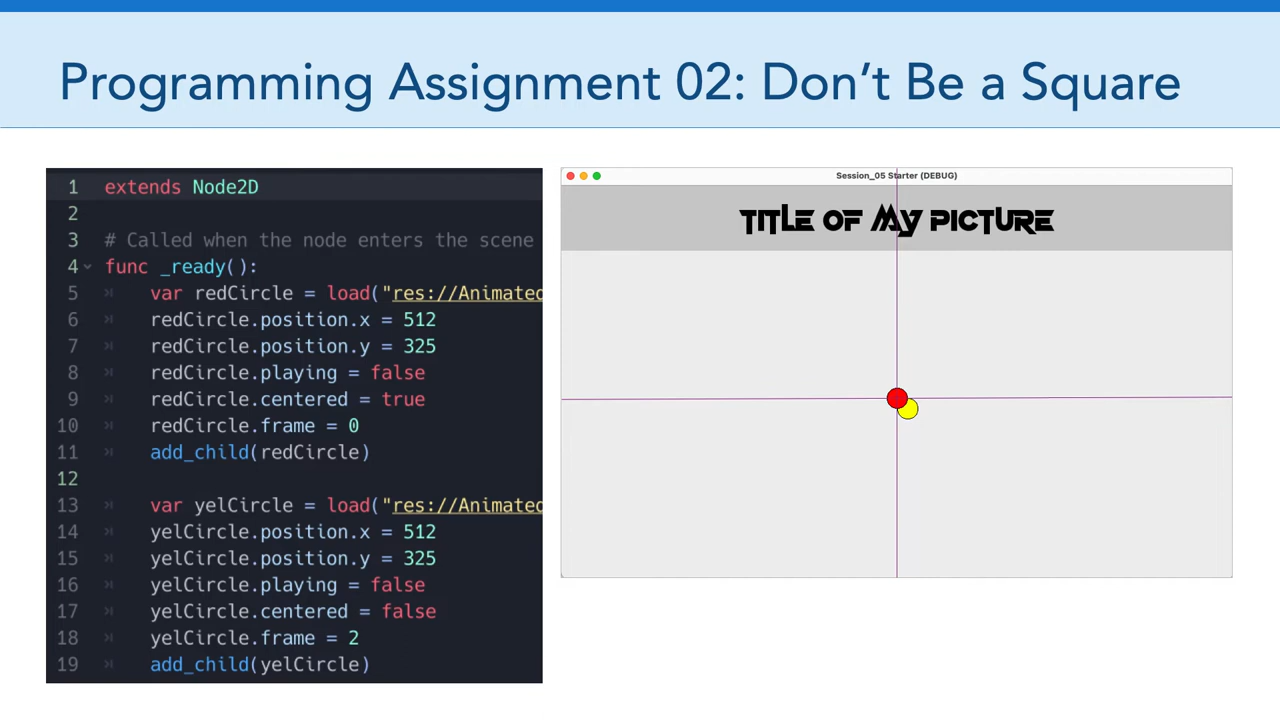 Programming Assignment 02: Don't Be a Square
1 extends Node2D
2
3 # Called when the node enters the scene
4 func _ready():
5 var redCircle = load("res://Animated
6 redCircle.position.x = 512
7 redCircle.position.y = 325
8 redCircle.playing = false
9 redCircle.centered = true
10 redCircle.frame = 0
11 add_child(redCircle)
12
13 var yelCircle = load("res://Animated
14 yelCircle.position.x = 512
15 yelCircle.position.y = 325
16 yelCircle.playing = false
17 yelCircle.centered = false
18 yelCircle.frame = 2
19 add_child(yelCircle)
Session_05 Starter (DEBUG)
TITLE OF My PICTURE